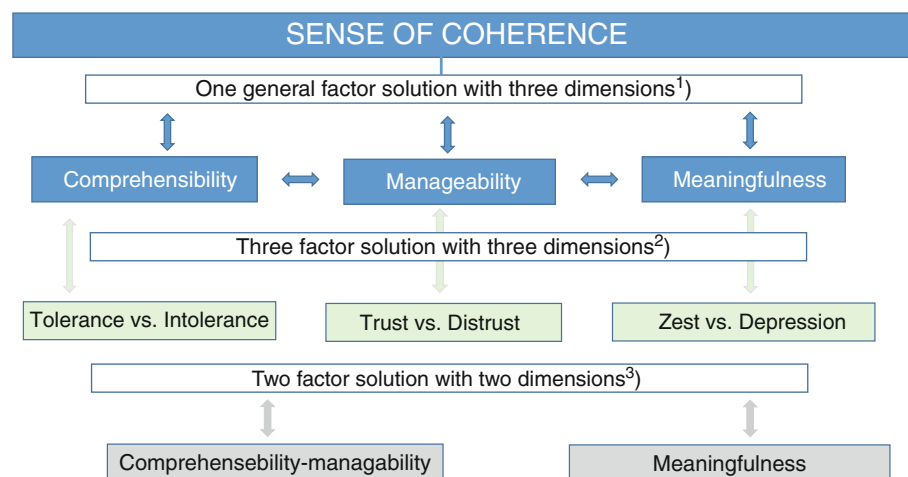 SENSE OF COHERENCE
One general factor solution with three dimensions¹)
Comprehensibility
Manageability
Meaningfulness
Three factor solution with three dimensions²)
Tolerance vs. Intolerance
Trust vs. Distrust
Zest vs. Depression
Two factor solution with two dimensions³)
Comprehensebility-managability
Meaningfulness